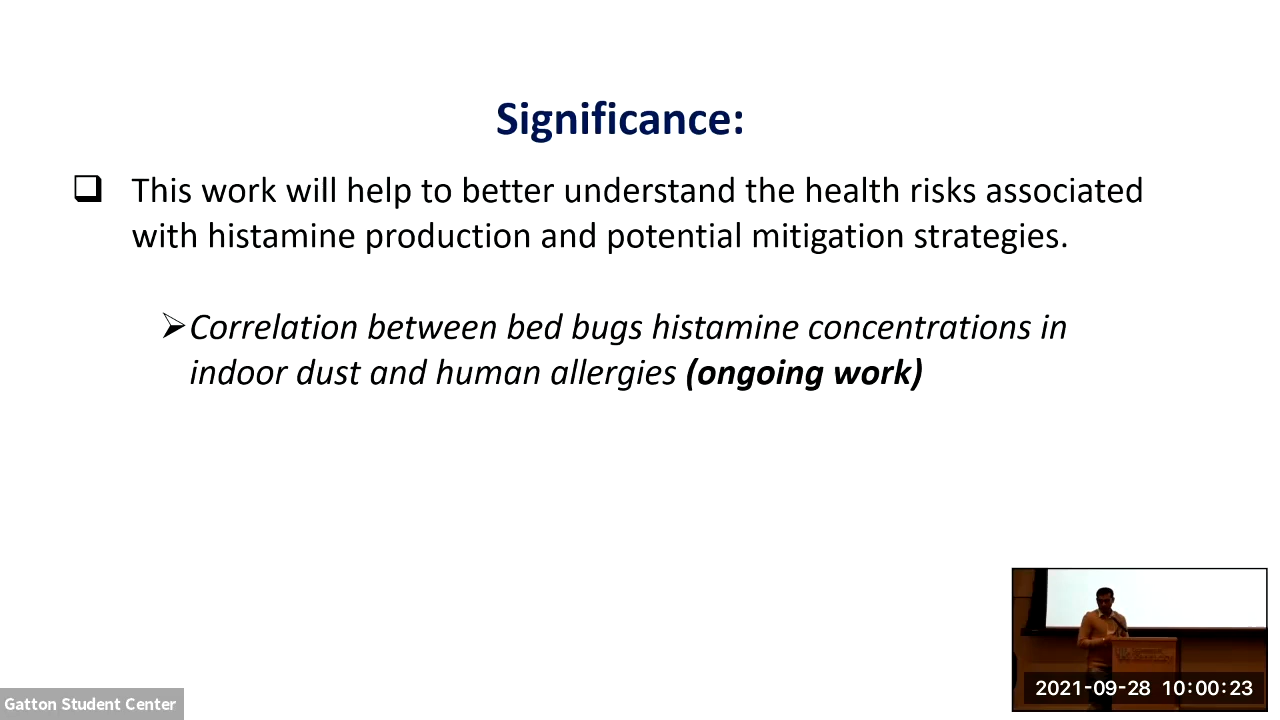 Significance:
❑ This work will help to better understand the health risks associated
with histamine production and potential mitigation strategies.
➢Correlation between bed bugs histamine concentrations in
indoor dust and human allergies (ongoing work)
Gatton Student Center
2021-09-28 10:00:23